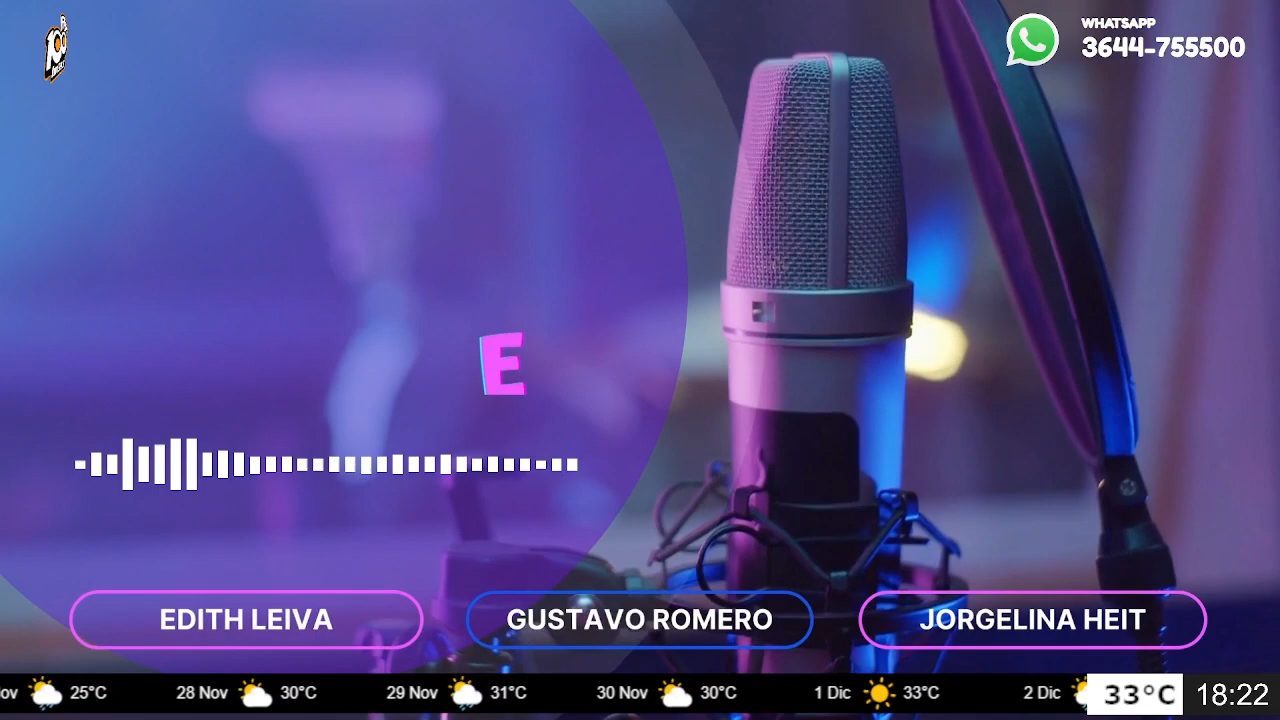 WHATSAPP
3644-755500
E
EDITH LEIVA
GUSTAVO ROMERO
JORGELINA HEIT
ov 25°C 28 Nov 30°C 29 Nov 31°C 30 Nov 30°C 1 Dic 33°C 2 Dic 33°C 18:22